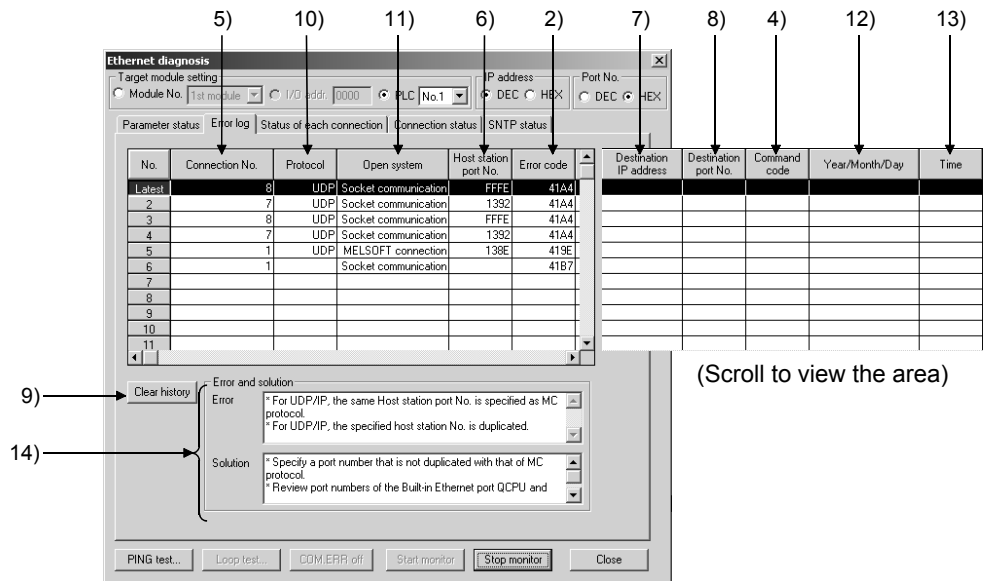 5) 10) 11) 6) 2) 7) 8) 4) 12) 13)
Ethernet diagnosis
Target module setting IP address Port No.
Module No. 1st module I/O addr. 0000 PLC No.1 DEC HEX DEC HEX
Parameter status Error log Status of each connection Connection status SNTP status
No. Connection No. Protocol Open system Host station port No. Error code Destination IP address Destination port No. Command code Year/Month/Day Time
Latest 8 UDP Socket communication FFFE 41A4
2 7 UDP Socket communication 1392 41A4
3 8 UDP Socket communication FFFE 41A4
4 7 UDP Socket communication 1392 41A4
5 1 UDP MELSOFT connection 138E 419E
6 1 Socket communication 41B7
7
8
9
10
11
(Scroll to view the area)
9)
Clear history
Error and solution
Error
* For UDP/IP, the same Host station port No. is specified as MC
protocol.
* For UDP/IP, the specified host station No. is duplicated.
14)
Solution
* Specify a port number that is not duplicated with that of MC
protocol.
* Review port numbers of the Built-in Ethernet port QCPU and
PING test... Loop test... COM.ERR off Start monitor Stop monitor Close